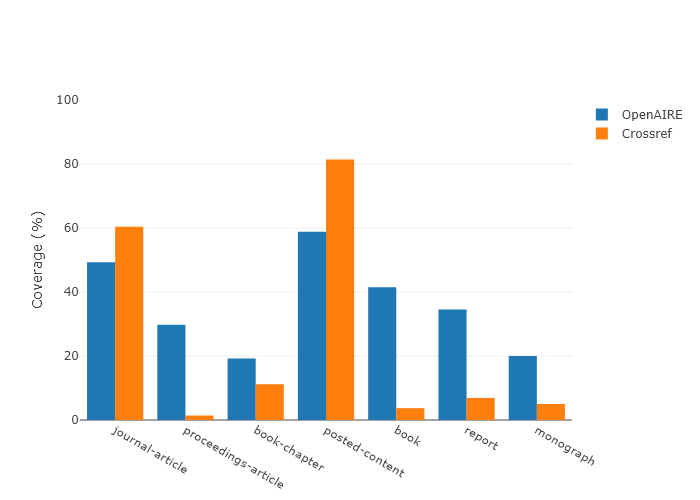 100
80
60
40
20
0
Coverage (%)
journal-article
proceedings-article
book-chapter
posted-content
book
report
monograph
OpenAIRE
Crossref